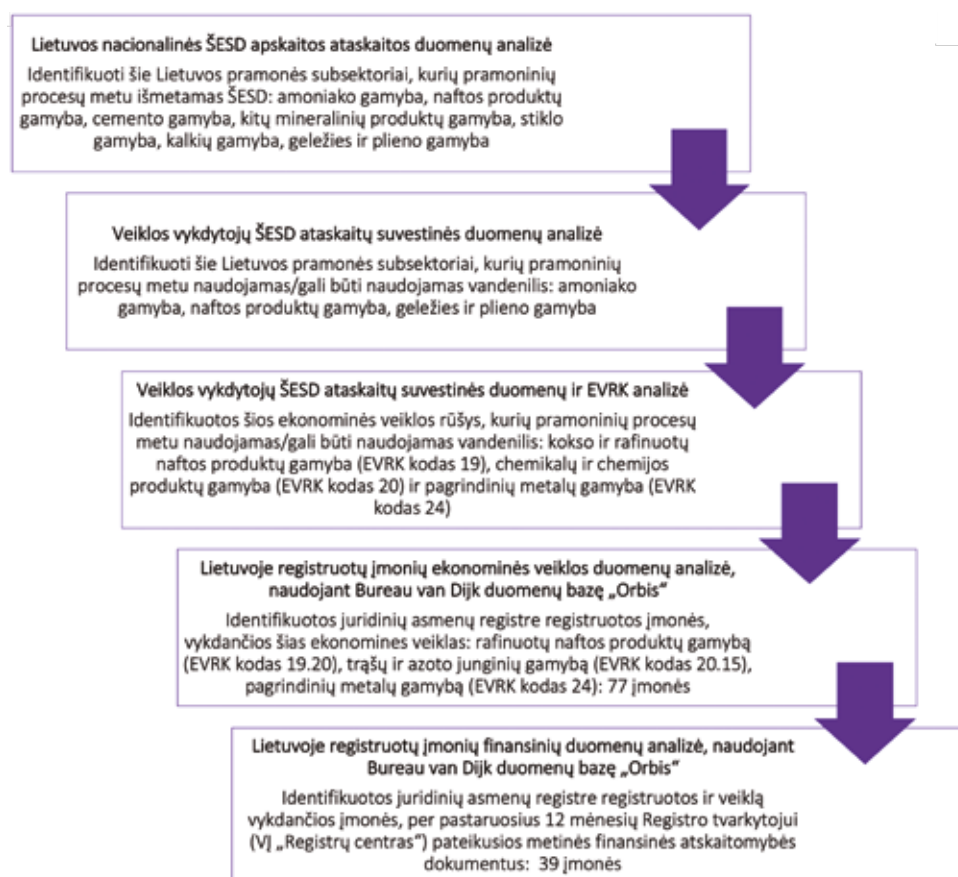 Lietuvos nacionalinės ŠESD apskaitos ataskaitos duomenų analizė
Identifikuoti šie Lietuvos pramonės subsektoriai, kurių pramoninių
procesų metu išmetamas ŠESD: amoniako gamyba, naftos produktų
gamyba, cemento gamyba, kitų mineralinių produktų gamyba, stiklo
gamyba, kalkių gamyba, geležies ir plieno gamyba
Veiklos vykdytojų ŠESD ataskaitų suvestinės duomenų analizė
Identifikuoti šie Lietuvos pramonės subsektoriai, kurių pramoninių
procesų metu naudojamas/gali būti naudojamas vandenilis: amoniako
gamyba, naftos produktų gamyba, geležies ir plieno gamyba
Veiklos vykdytojų ŠESD ataskaitų suvestinės duomenų ir EVRK analizė
Identifikuotos šios ekonominės veiklos rūšys, kurių pramoninių procesų
metu naudojamas/gali būti naudojamas vandenilis: kokso ir rafinuotų
naftos produktų gamyba (EVRK kodas 19), chemikalų ir chemijos
produktų gamyba (EVRK kodas 20) ir pagrindinių metalų gamyba (EVRK
kodas 24)
Lietuvoje registruotų įmonių ekonominės veiklos duomenų analizė,
naudojant Bureau van Dijk duomenų bazę „Orbis“
Identifikuotos juridinių asmenų registre registruotos įmonės,
vykdančios šias ekonomines veiklas: rafinuotų naftos produktų gamybą
(EVRK kodas 19.20), trąšų ir azoto junginių gamybą (EVRK kodas 20.15),
pagrindinių metalų gamybą (EVRK kodas 24): 77 įmonės
Lietuvoje registruotų įmonių finansinių duomenų analizė, naudojant
Bureau van Dijk duomenų bazę „Orbis“
Identifikuotos juridinių asmenų registre registruotos ir veiklą
vykdančios įmonės, per pastaruosius 12 mėnesių Registro tvarkytojui
(VĮ „Registrų centras“) pateikusios metinės finansinės atskaitomybės
dokumentus: 39 įmonės